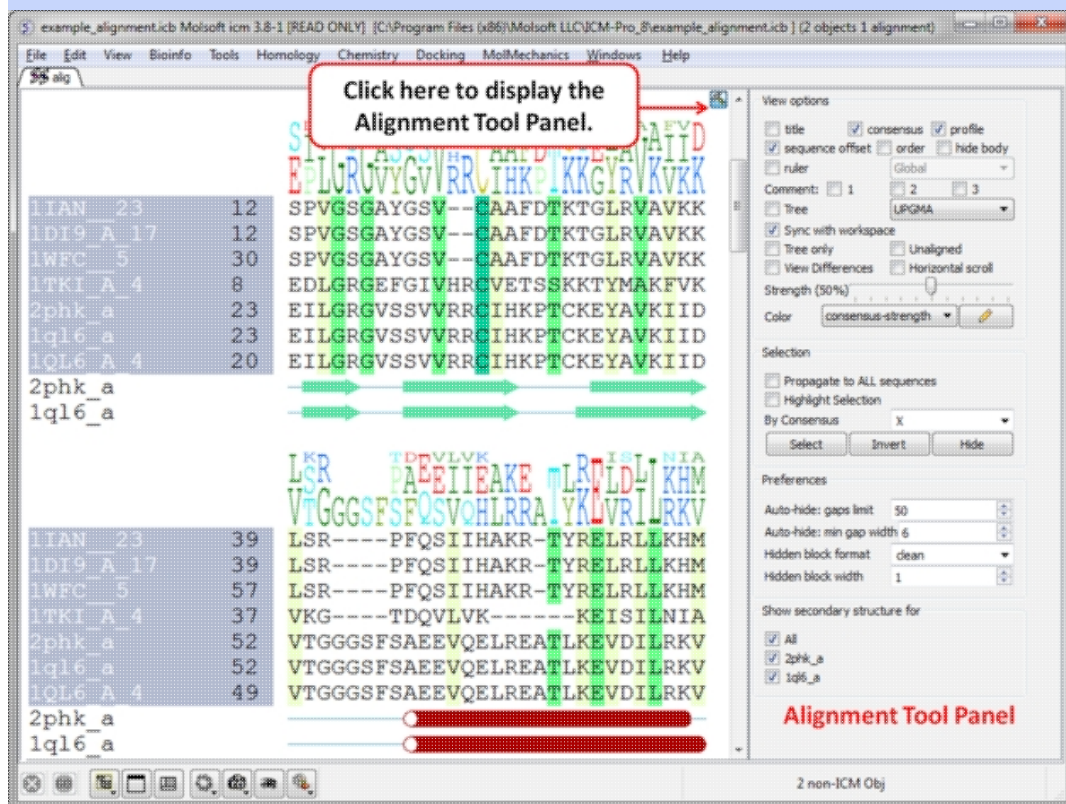 example_alignment.icb Molsoft icm 3.8-1 [READ ONLY] [C:\Program Files (x86)\Molsoft LLC\ICM-Pro_8\example_alignment.icb ] (2 objects 1 alignment)
File Edit View Bioinfo Tools Homology Chemistry Docking MolMechanics Windows Help
alig
Click here to display the
Alignment Tool Panel.
1IAN__23 12 SPVGSGAYGSV--CAAFDTKTGLRVAVKK
1DI9_A_17 12 SPVGSGAYGSV--CAAFDTKTGLRVAVKK
1WFC__5 30 SPVGSGAYGSV--CAAFDTKTGLRVAVKK
1TKI_A_4 8 EDLGRGEFGIVHRCVETSSKKTYMAKFVK
2phk_a 23 EILGRGVSSVVRRCIHKPTCKEYAVKIID
1ql6_a 23 EILGRGVSSVVRRCIHKPTCKEYAVKIID
1QL6_A_4 20 EILGRGVSSVVRRCIHKPTCKEYAVKIID
2phk_a
1ql6_a
1IAN__23 39 LSR----PFQSIIHAKR-TYRELRLLKHM
1DI9_A_17 39 LSR----PFQSIIHAKR-TYRELRLLKHM
1WFC__5 57 LSR----PFQSIIHAKR-TYRELRLLKHM
1TKI_A_4 37 VKG----TDQVLVK------KEISILNIA
2phk_a 52 VTGGGSFSAEEVQELREATLKEVDILRKV
1ql6_a 52 VTGGGSFSAEEVQELREATLKEVDILRKV
1QL6_A_4 49 VTGGGSFSAEEVQELREATLKEVDILRKV
2phk_a
1ql6_a
View options
title consensus profile
sequence offset order hide body
ruler Global
Comment: 1 2 3
Tree UPGMA
Sync with workspace
Tree only Unaligned
View Differences Horizontal scroll
Strength (50%)
Color consensus-strength
Selection
Propagate to ALL sequences
Highlight Selection
By Consensus X
Select Invert Hide
Preferences
Auto-hide: gaps limit 50
Auto-hide: min gap width 6
Hidden block format clean
Hidden block width 1
Show secondary structure for
All
2phk_a
1ql6_a
Alignment Tool Panel
2 non-ICM Obj